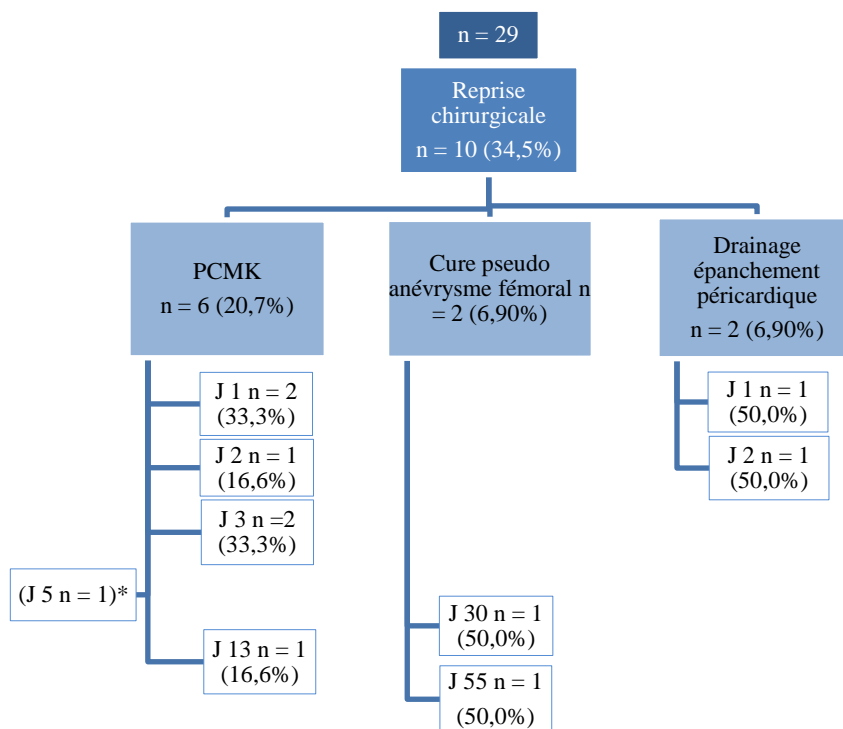 n = 29
Reprise
chirurgicale
n = 10 (34,5%)
PCMK
n = 6 (20,7%)
Cure pseudo
anévrysme fémoral n
= 2 (6,90%)
Drainage
épanchement
péricardique
n = 2 (6,90%)
J 1 n = 2
(33,3%)
J 2 n = 1
(16,6%)
J 3 n =2
(33,3%)
(J 5 n = 1)*
J 13 n = 1
(16,6%)
J 30 n = 1
(50,0%)
J 55 n = 1
(50,0%)
J 1 n = 1
(50,0%)
J 2 n = 1
(50,0%)